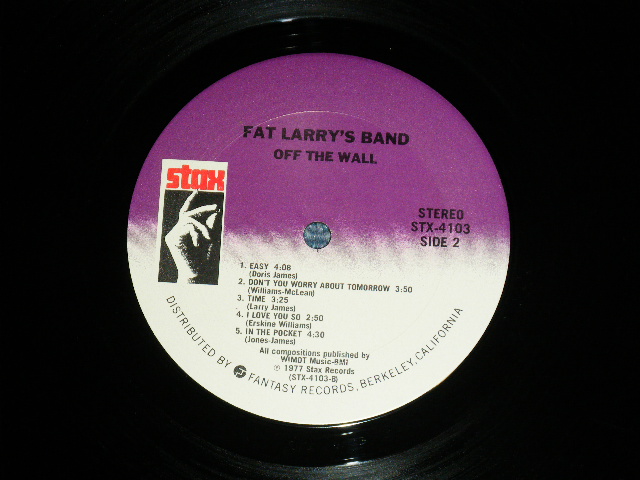 FAT LARRY'S BAND
OFF THE WALL
stax
STEREO
STX-4103
SIDE 2
1. EASY 4:08
(Doris James)
2. DON'T YOU WORRY ABOUT TOMORROW 3:50
(Williams-McLean)
3. TIME 3:25
(Larry James)
4. I LOVE YOU SO 2:50
(Erskine Williams)
5. IN THE POCKET 4:30
(Jones-James)
All compositions published by
WIMOT Music-BMI
℗ 1977 Stax Records
(STX-4103-B)
DISTRIBUTED BY FANTASY RECORDS, BERKELEY, CALIFORNIA